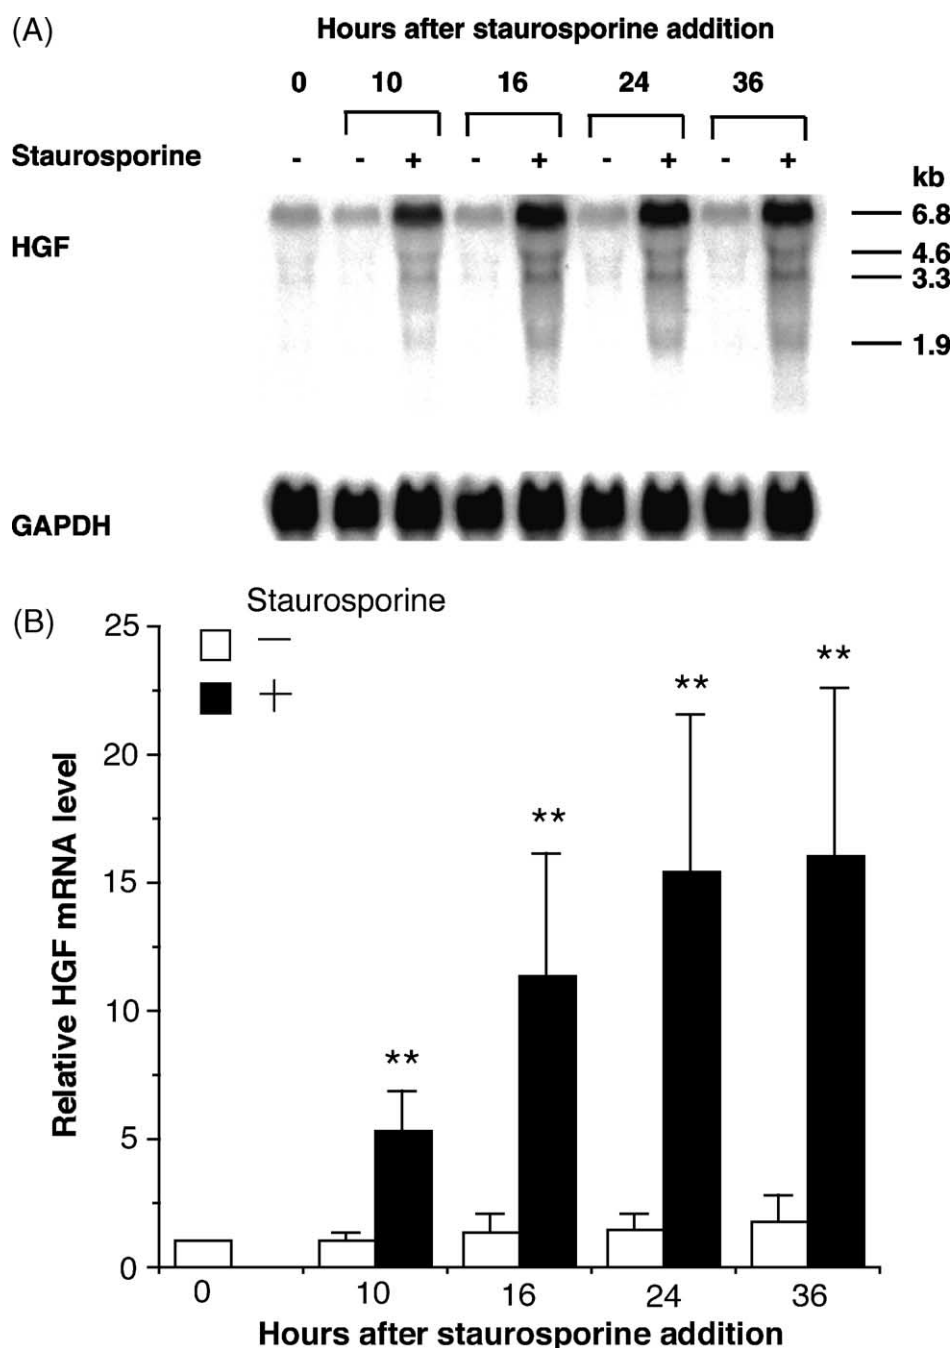 (A)
Hours after staurosporine addition
0 10 16 24 36
Staurosporine - - + - + - + - +
kb
HGF
6.8
4.6
3.3
1.9
GAPDH
(B)
Staurosporine
—
+
25
20
15
10
5
0
Relative HGF mRNA level
**
**
**
**
0 10 16 24 36
Hours after staurosporine addition